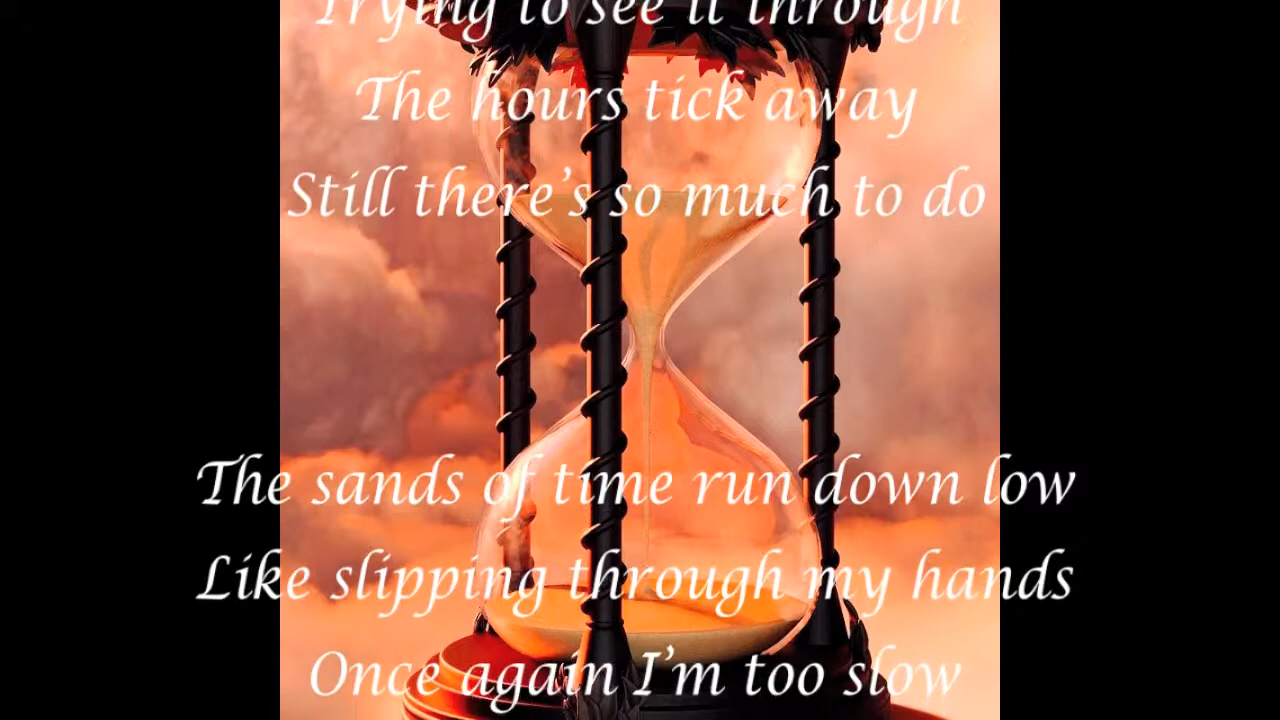 Trying to see it through
The hours tick away
Still there's so much to do
The sands of time run down low
Like slipping through my hands
Once again I'm too slow